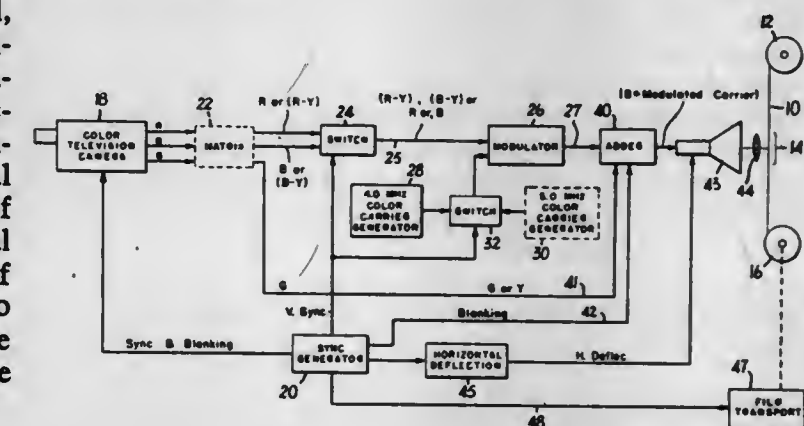 l
-
-
-
-
al
f
al
f
o
e
e
18
COLOR
TELEVISION
CAMERA
22
MATRIX
R or (R-Y)
B or
(B-Y)
24
SWITCH
(R-Y), (B-Y) or
R or, B
25
26
MODULATOR
27
40
ADDER
(B+Modulated Carrier)
43
44
12
10
14
16
28
4.0 MHZ
COLOR
CARRIER
GENERATOR
SWITCH
32
5.0 MHZ
COLOR
CARRIER
GENERATOR
30
G
G or Y
41
V. Sync
Blanking
42
Sync & Blanking
SYNC
GENERATOR
20
HORIZONTAL
DEFLECTION
H. Deflec
47
FILM
TRANSPORT
48